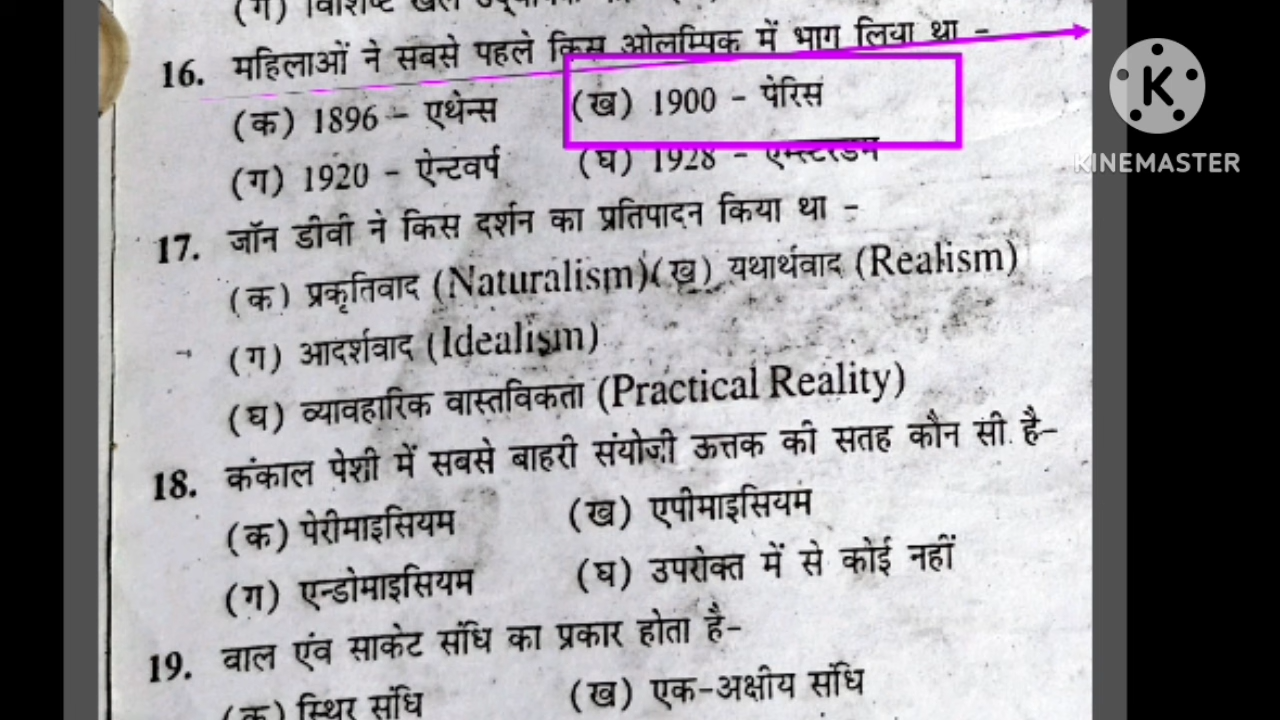 16. महिलाओं ने सबसे पहले किस ओलम्पिक में भाग लिया था -
(क) 1896 - एथेन्स (ख) 1900 - पेरिस
(ग) 1920 - ऐन्टवर्प (घ) 1928 - एम्स्टरडम
17. जॉन डीवी ने किस दर्शन का प्रतिपादन किया था -
(क) प्रकृतिवाद (Naturalism) (ख) यथार्थवाद (Realism)
(ग) आदर्शवाद (Idealism)
(घ) व्यावहारिक वास्तविकता (Practical Reality)
18. कंकाल पेशी में सबसे बाहरी संयोजी ऊत्तक की सतह कौन सी है-
(क) पेरीमाइसियम (ख) एपीमाइसियम
(ग) एन्डोमाइसियम (घ) उपरोक्त में से कोई नहीं
19. वाल एंव साकेट संधि का प्रकार होता है-
(क) स्थिर संधि (ख) एक-अक्षीय संधि
K
KINEMASTER